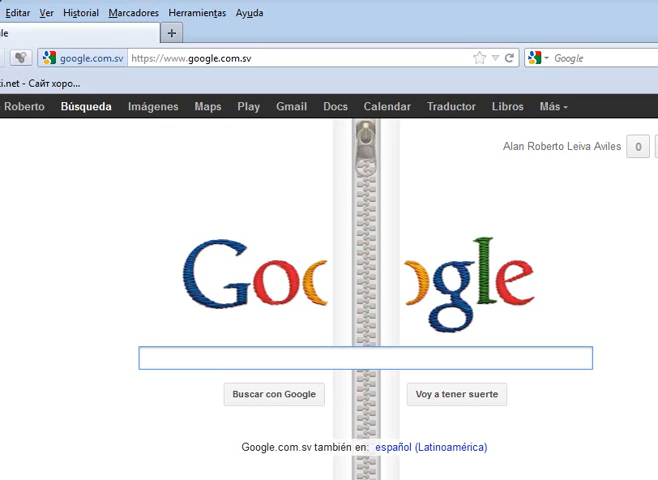 Editar Ver Historial Marcadores Herramientas Ayuda
le +
google.com.sv https://www.google.com.sv Google
i.net - Сайт хоро...
Roberto Búsqueda Imágenes Maps Play Gmail Docs Calendar Traductor Libros Más
Alan Roberto Leiva Aviles 0
Google
Buscar con Google Voy a tener suerte
Google.com.sv también en: español (Latinoamérica)